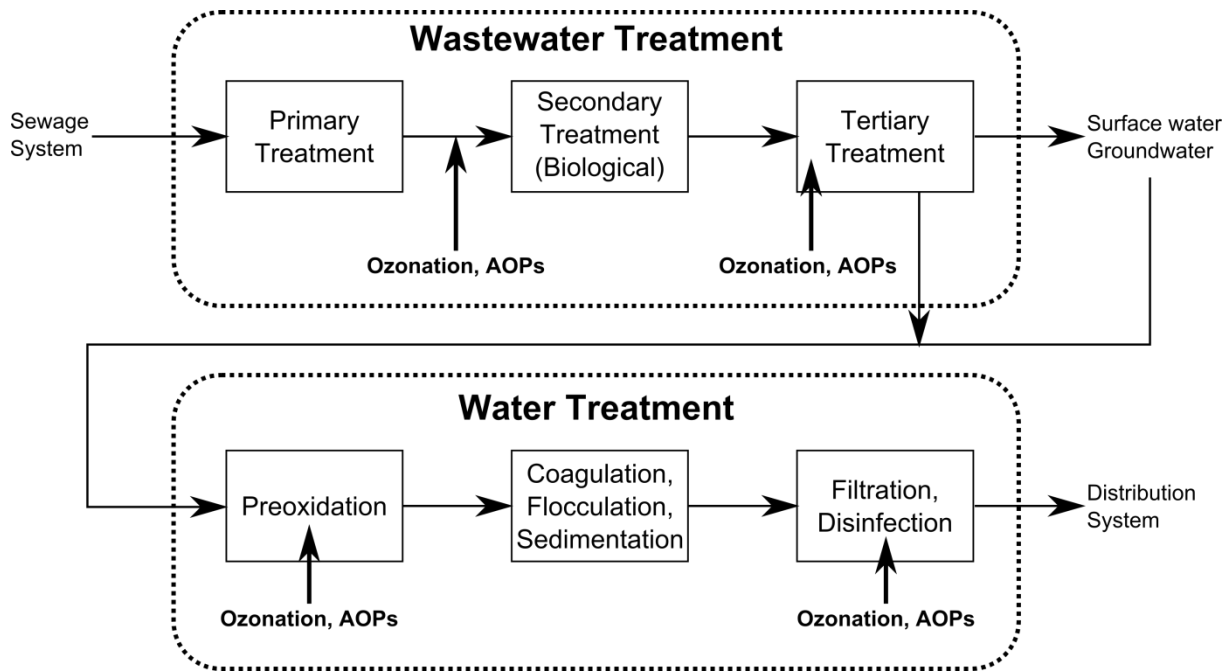 Wastewater Treatment
Sewage
System
Primary
Treatment
Secondary
Treatment
(Biological)
Tertiary
Treatment
Surface water
Groundwater
Ozonation, AOPs
Ozonation, AOPs
Water Treatment
Preoxidation
Coagulation,
Flocculation,
Sedimentation
Filtration,
Disinfection
Distribution
System
Ozonation, AOPs
Ozonation, AOPs